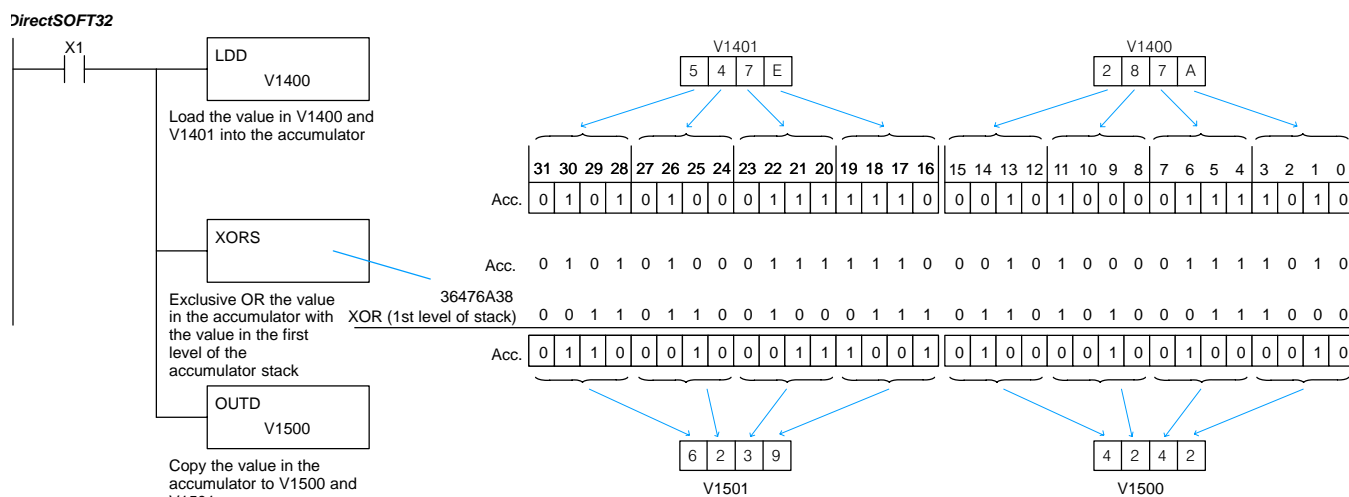 DirectSOFT32
X1
LDD
V1400
Load the value in V1400 and
V1401 into the accumulator
XORS
Exclusive OR the value
in the accumulator with
the value in the first
level of the
accumulator stack
OUTD
V1500
Copy the value in the
accumulator to V1500 and
V1501
V1401
5 4 7 E
V1400
2 8 7 A
31 30 29 28 27 26 25 24 23 22 21 20 19 18 17 16 15 14 13 12 11 10 9 8 7 6 5 4 3 2 1 0
Acc. 0 1 0 1 0 1 0 0 0 1 1 1 1 1 1 0 0 0 1 0 1 0 0 0 0 1 1 1 1 0 1 0
Acc. 0 1 0 1 0 1 0 0 0 1 1 1 1 1 1 0 0 0 1 0 1 0 0 0 0 1 1 1 1 0 1 0
36476A38
XOR (1st level of stack) 0 0 1 1 0 1 1 0 0 1 0 0 0 1 1 1 0 1 1 0 1 0 1 0 0 0 1 1 1 0 0 0
Acc. 0 1 1 0 0 0 1 0 0 0 1 1 1 0 0 1 0 1 0 0 0 0 1 0 0 1 0 0 0 0 1 0
6 2 3 9
V1501
4 2 4 2
V1500